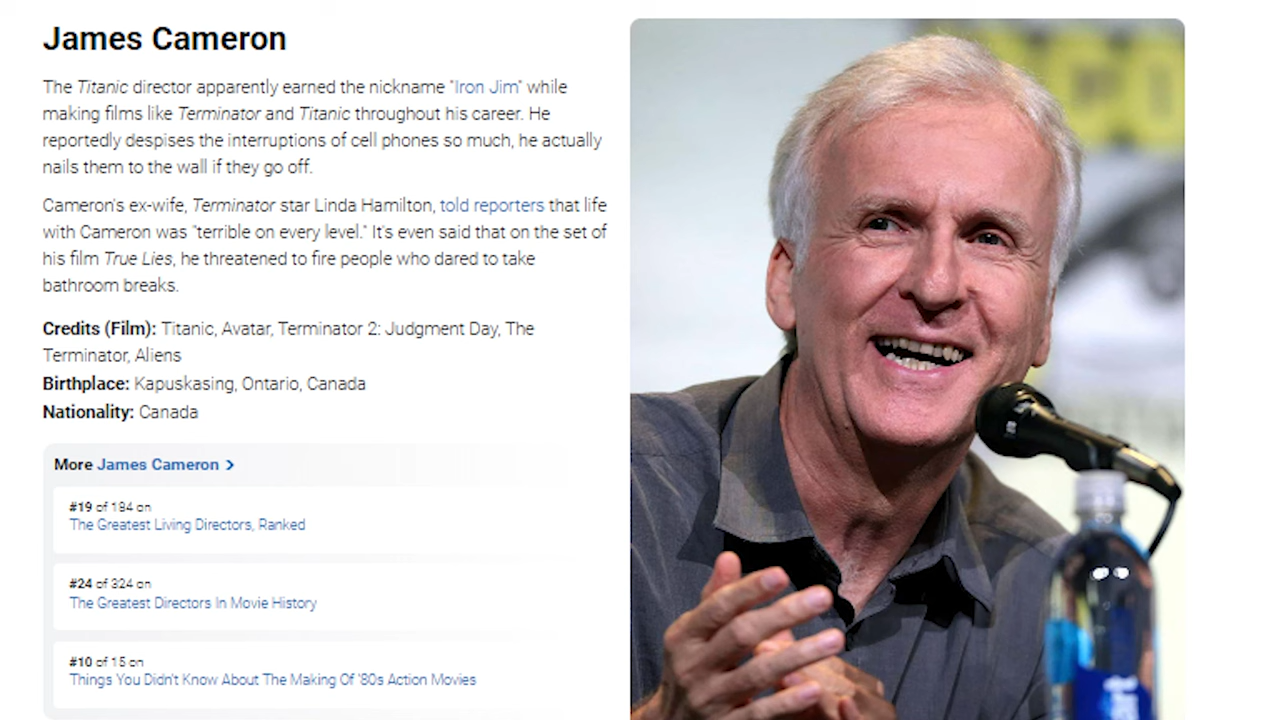 James Cameron
The Titanic director apparently earned the nickname "Iron Jim" while
making films like Terminator and Titanic throughout his career. He
reportedly despises the interruptions of cell phones so much, he actually
nails them to the wall if they go off.
Cameron's ex-wife, Terminator star Linda Hamilton, told reporters that life
with Cameron was "terrible on every level." It's even said that on the set of
his film True Lies, he threatened to fire people who dared to take
bathroom breaks.
Credits (Film): Titanic, Avatar, Terminator 2: Judgment Day, The
Terminator, Aliens
Birthplace: Kapuskasing, Ontario, Canada
Nationality: Canada
More James Cameron >
#19 of 184 on
The Greatest Living Directors, Ranked
#24 of 324 on
The Greatest Directors In Movie History
#10 of 15 on
Things You Didn't Know About The Making Of '80s Action Movies